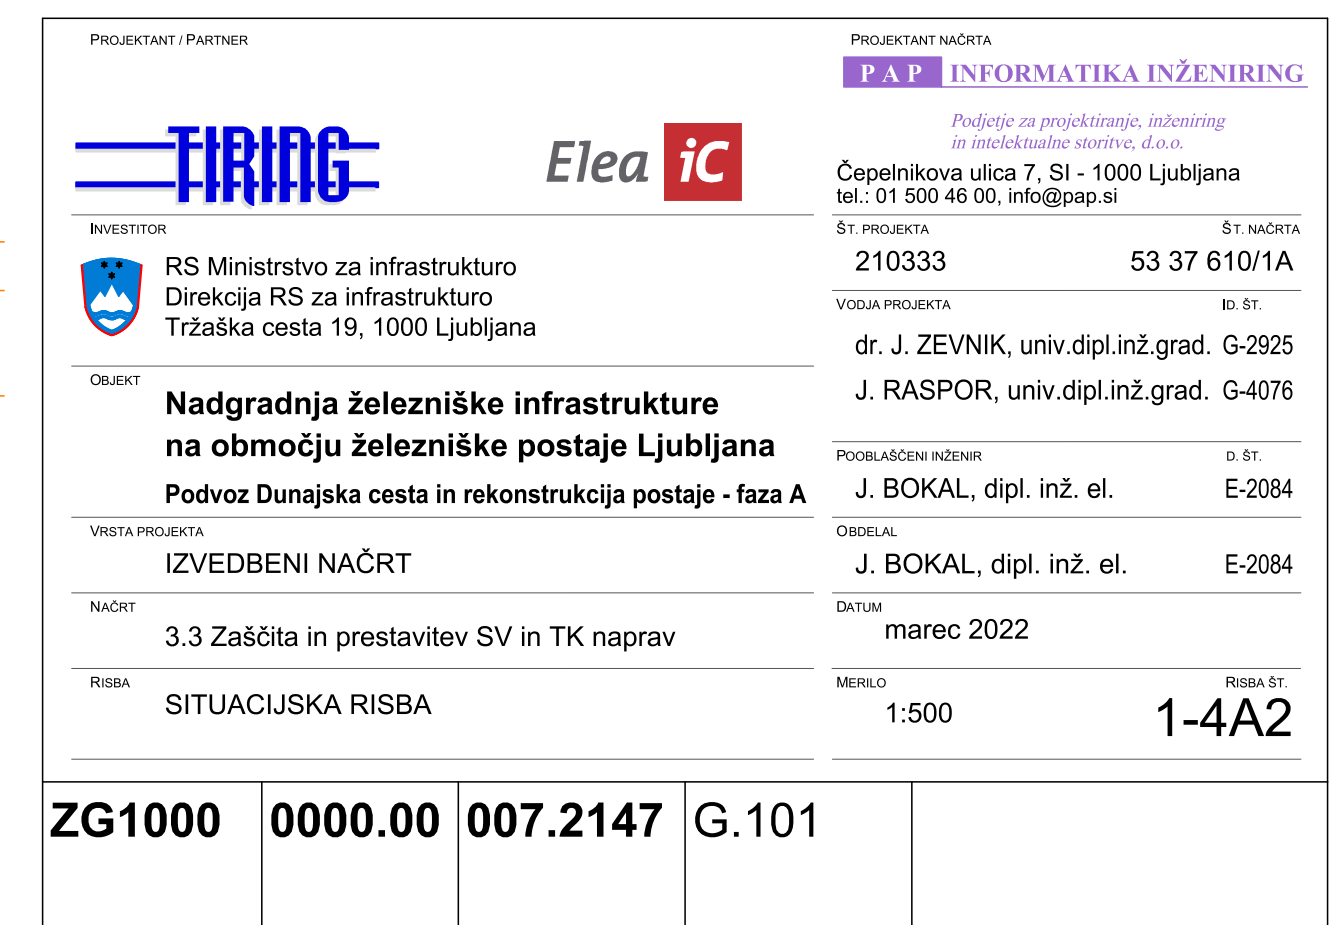 PROJEKTANT / PARTNER
TIRING
Elea iC
PROJEKTANT NAČRTA
PAP INFORMATIKA INŽENIRING
Podjetje za projektiranje, inženiring
in intelektualne storitve, d.o.o.
Čepelnikova ulica 7, SI - 1000 Ljubljana
tel.: 01 500 46 00, info@pap.si
INVESTITOR
RS Ministrstvo za infrastrukturo
Direkcija RS za infrastrukturo
Tržaška cesta 19, 1000 Ljubljana
ŠT. PROJEKTA ŠT. NAČRTA
210333 53 37 610/1A
VODJA PROJEKTA ID. ŠT.
dr. J. ZEVNIK, univ.dipl.inž.grad. G-2925
J. RASPOR, univ.dipl.inž.grad. G-4076
OBJEKT
Nadgradnja železniške infrastrukture
na območju železniške postaje Ljubljana
Podvoz Dunajska cesta in rekonstrukcija postaje - faza A
POOBLAŠČENI INŽENIR D. ŠT.
J. BOKAL, dipl. inž. el. E-2084
VRSTA PROJEKTA
IZVEDBENI NAČRT
OBDELAL
J. BOKAL, dipl. inž. el. E-2084
NAČRT
3.3 Zaščita in prestavitev SV in TK naprav
DATUM
marec 2022
RISBA
SITUACIJSKA RISBA
MERILO RISBA ŠT.
1:500 1-4A2
ZG1000 0000.00 007.2147 G.101